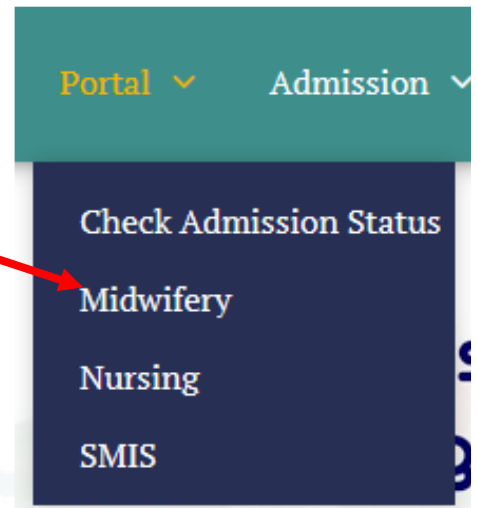 Portal Admission
Check Admission Status
Midwifery
Nursing
SMIS